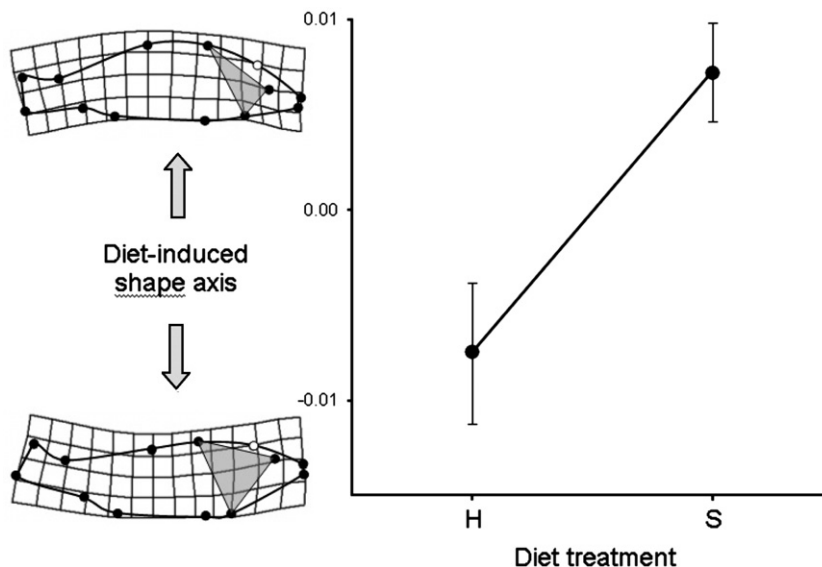 0.01
0.00
-0.01
Diet-induced
shape axis
H
S
Diet treatment